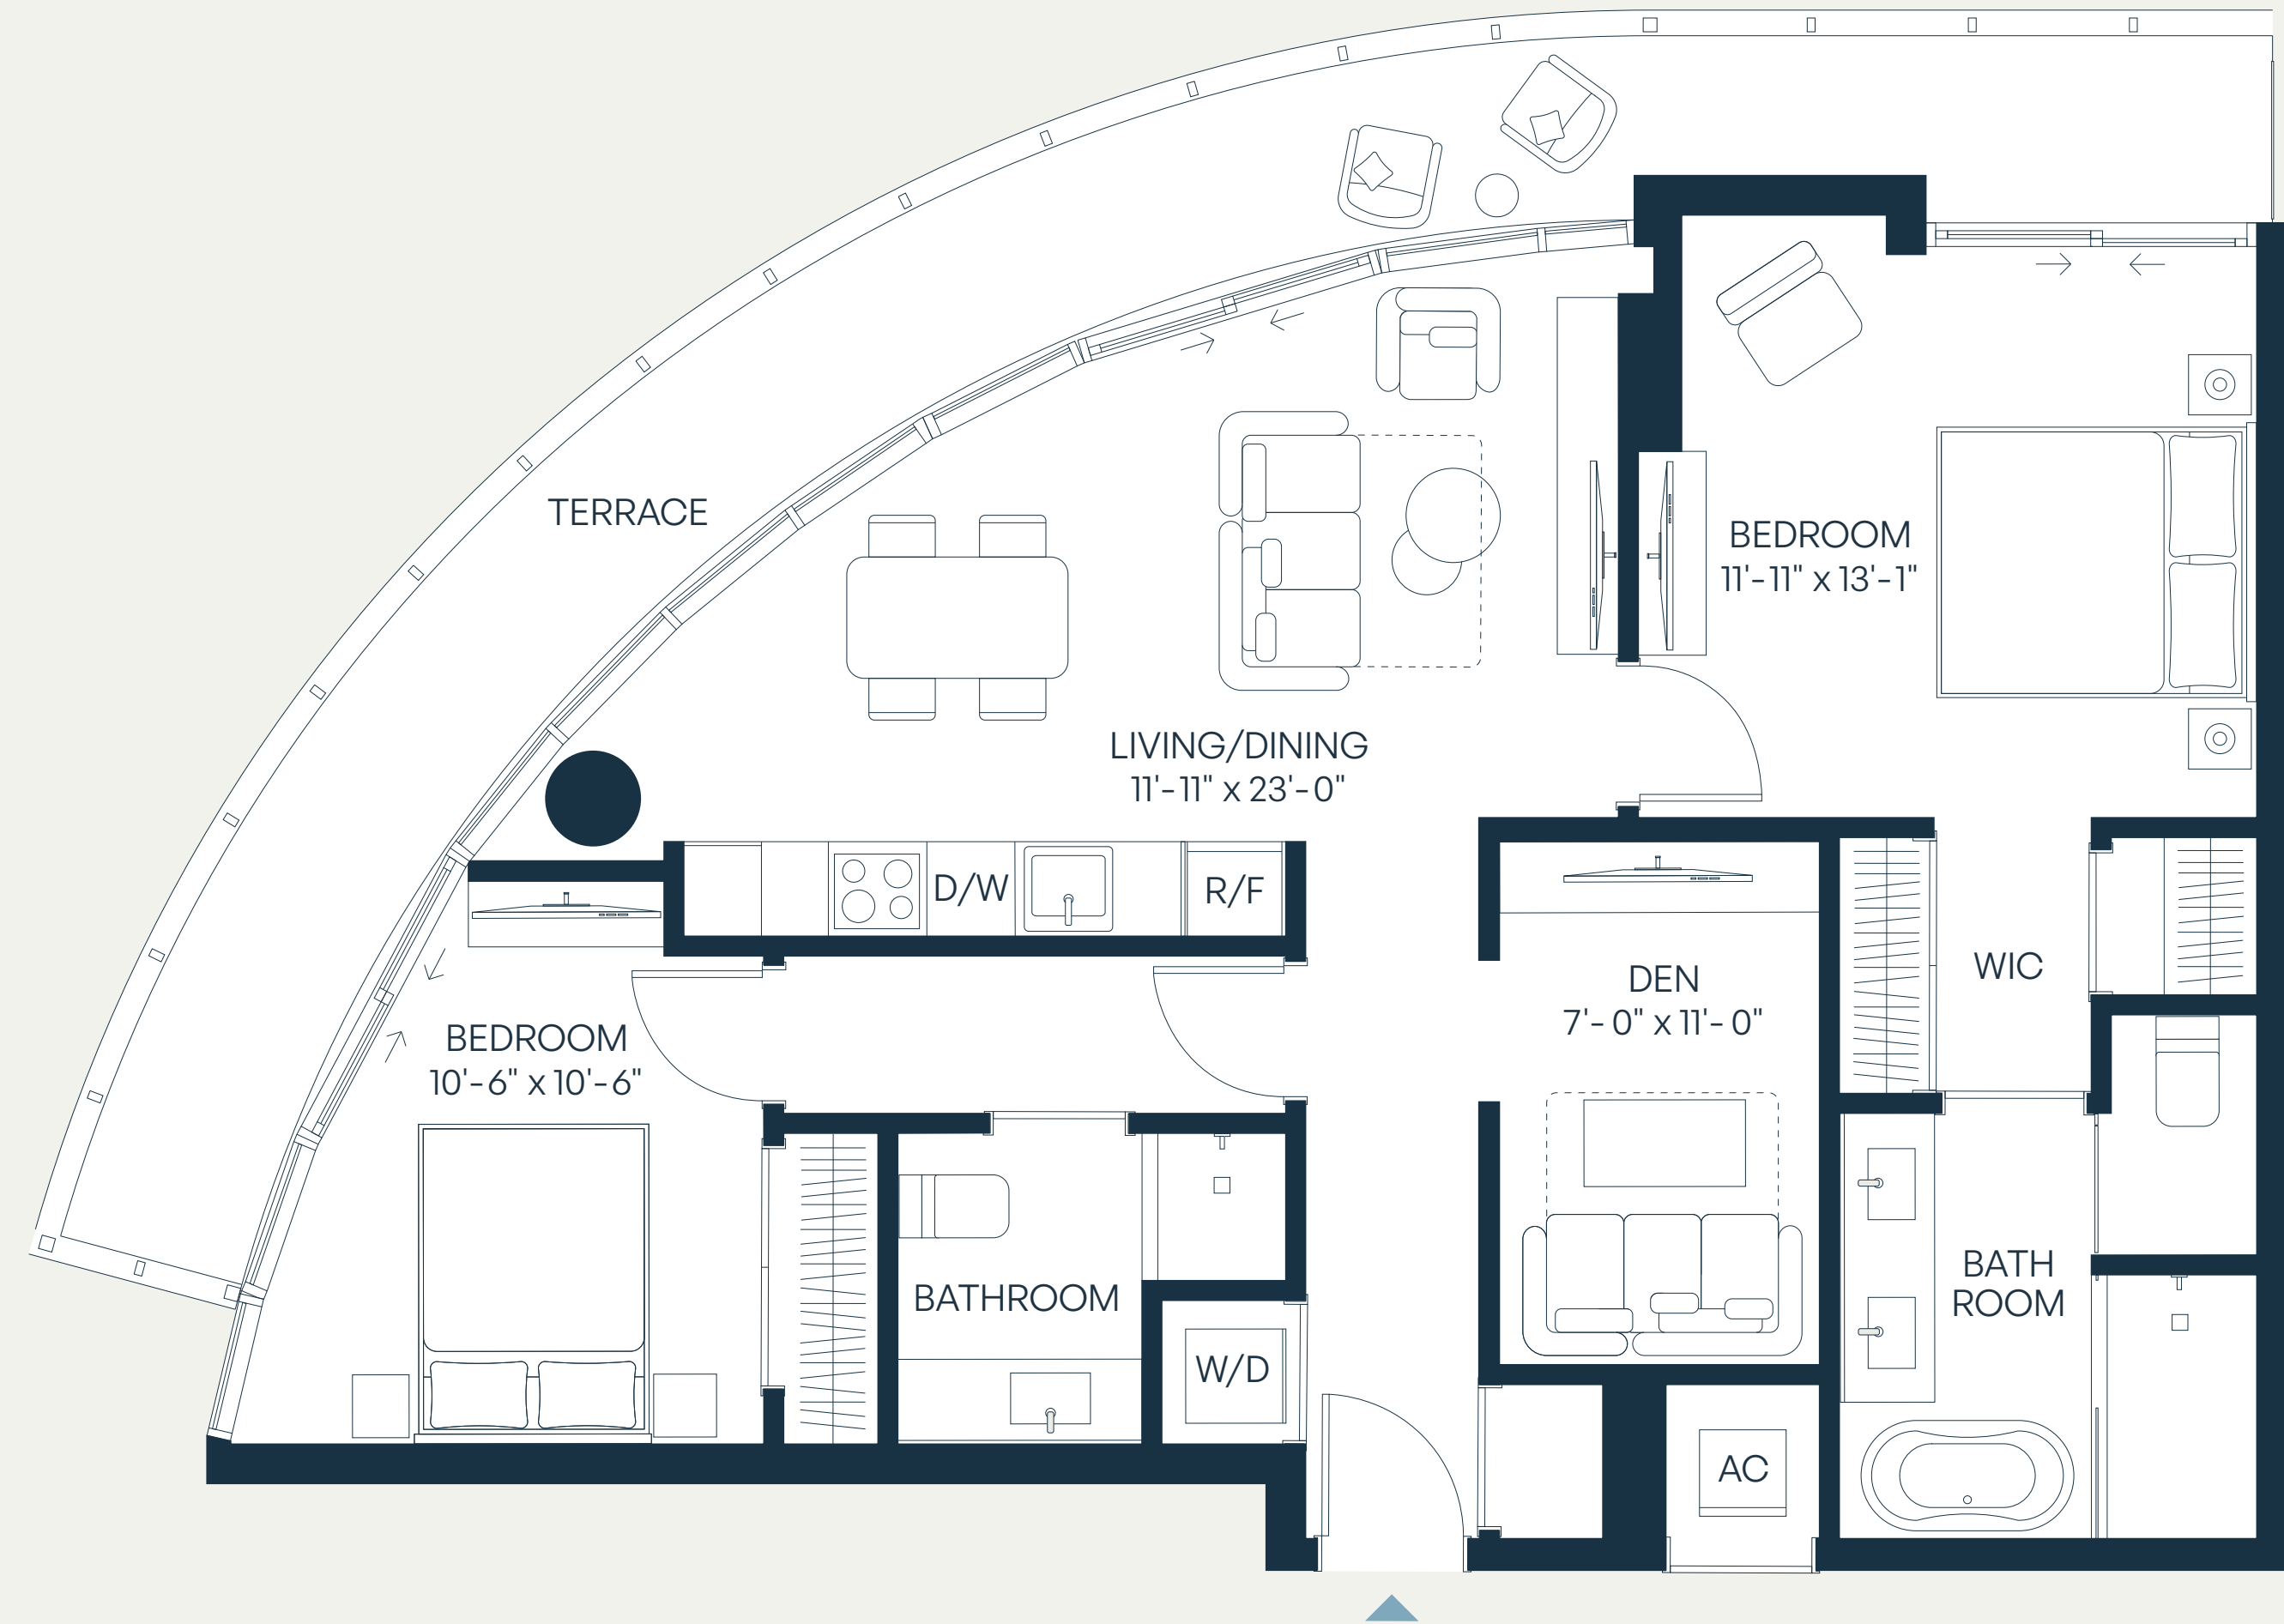 TERRACE
BEDROOM
11'-11" x 13'-1"
LIVING/DINING
11'-11" x 23'-0"
D/W
R/F
DEN
7'-0" x 11'-0"
WIC
BEDROOM
10'-6" x 10'-6"
BATHROOM
BATH
ROOM
W/D
AC